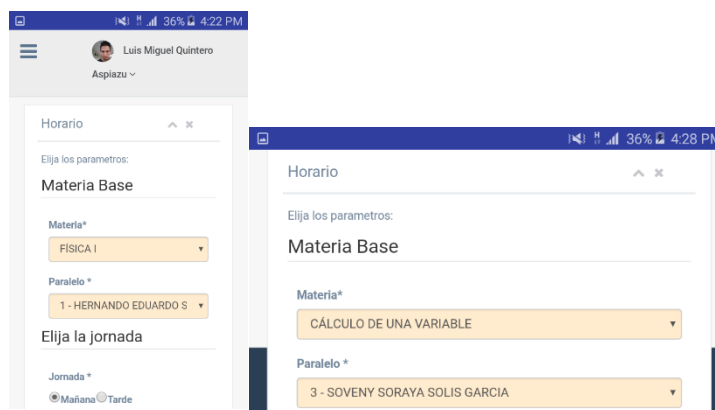 36% 4:22 PM
Luis Miguel Quintero
Aspiazu
Horario
Elija los parametros:
Materia Base
Materia*
FÍSICA I
Paralelo *
1 - HERNANDO EDUARDO S
Elija la jornada
Jornada *
Mañana Tarde
H 36% 4:28 PM
Horario
Elija los parametros:
Materia Base
Materia*
CÁLCULO DE UNA VARIABLE
Paralelo *
3 - SOVENY SORAYA SOLIS GARCIA